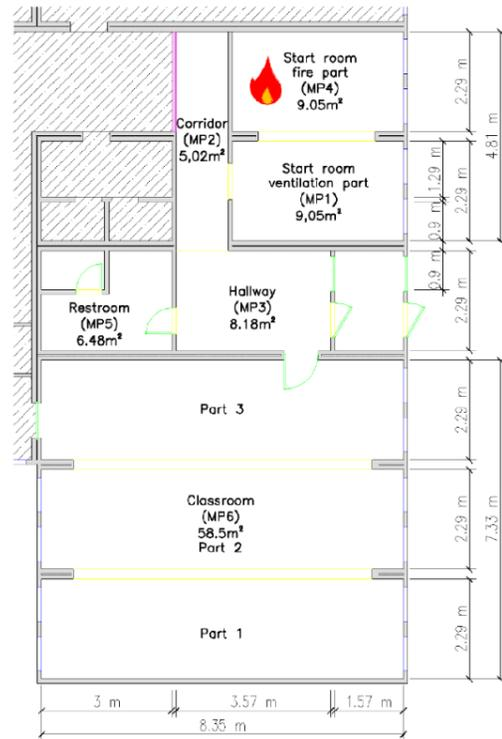 Start room
fire part
(MP4)
9.05m²
Corridor
(MP2)
5,02m²
Start room
ventilation part
(MP1)
9,05m²
Hallway
(MP3)
8.18m²
Restroom
(MP5)
6.48m²
Part 3
Classroom
(MP6)
58.5m²
Part 2
Part 1
2.29 m
4.81 m
1.29 m
2.29 m
0.9 m
0.9 m
2.29 m
2.29 m
2.29 m
7.33 m
2.29 m
3 m
3.57 m
1.57 m
8.35 m